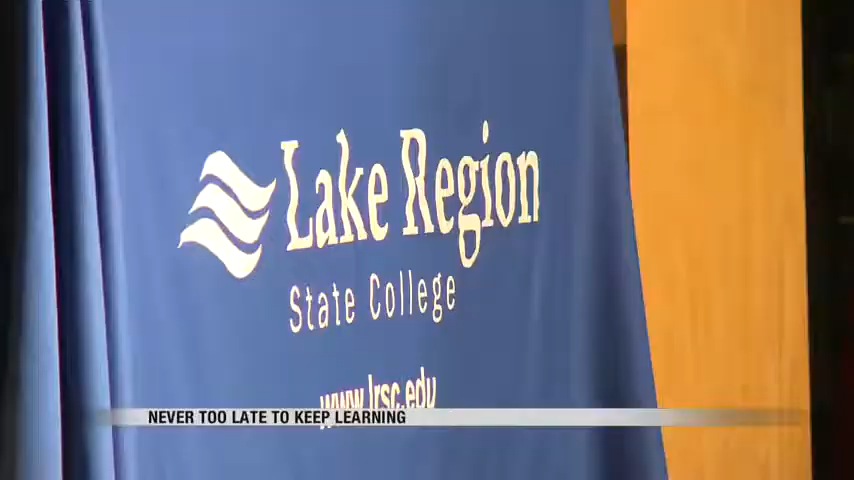 Lake Region
State College
www.lrsc.edu
NEVER TOO LATE TO KEEP LEARNING